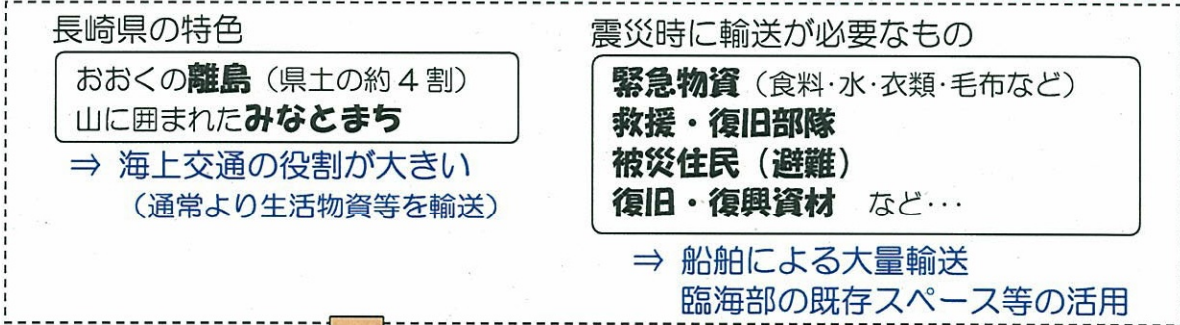 長崎県の特色
おおくの離島（県土の約4割）
山に囲まれたみなとまち
⇒ 海上交通の役割が大きい
（通常より生活物資等を輸送）
震災時に輸送が必要なもの
緊急物資（食料･水･衣類･毛布など）
救援・復旧部隊
被災住民（避難）
復旧・復興資材　など･･･
⇒ 船舶による大量輸送
臨海部の既存スペース等の活用